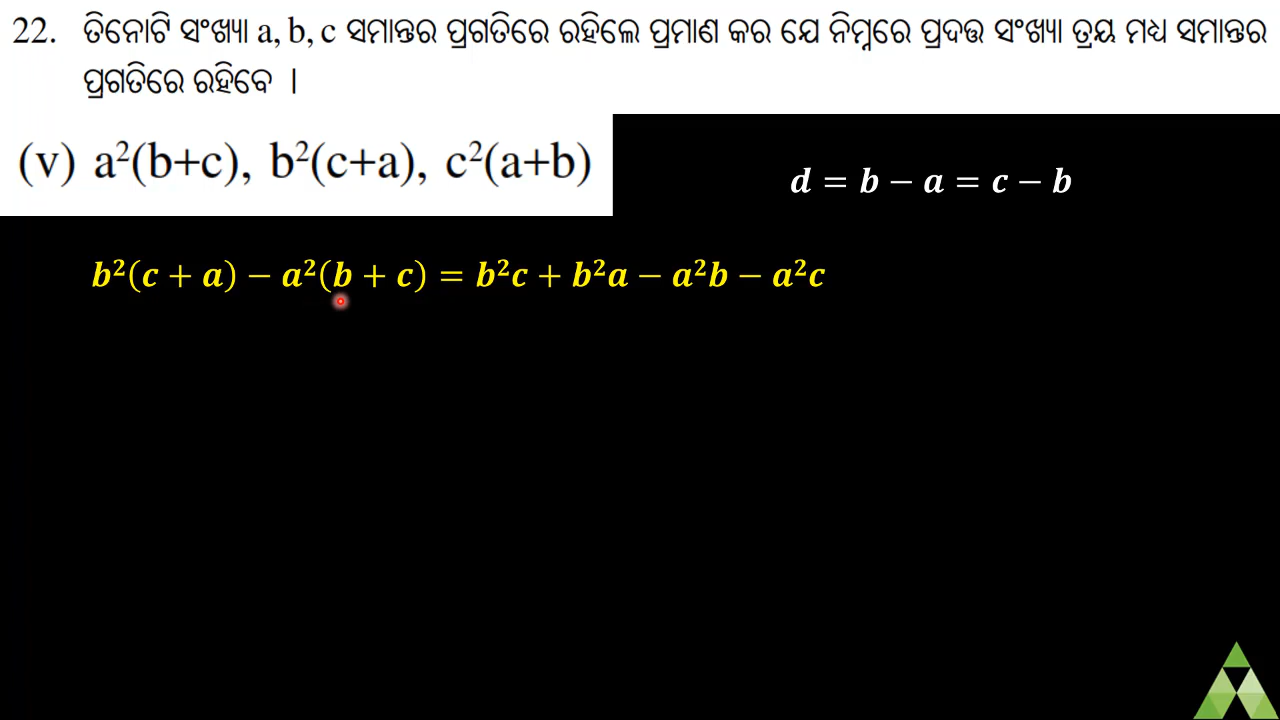 22. ତିନୋଟି ସଂଖ୍ୟା a, b, c ସମାନ୍ତର ପ୍ରଗତିରେ ରହିଲେ ପ୍ରମାଣ କର ଯେ ନିମ୍ନରେ ପ୍ରଦତ୍ତ ସଂଖ୍ୟା ତ୍ରୟ ମଧ୍ୟ ସମାନ୍ତର
ପ୍ରଗତିରେ ରହିବେ ।
(v) a²(b+c), b²(c+a), c²(a+b)
d = b − a = c − b
b²(c + a) − a²(b + c) = b²c + b²a − a²b − a²c